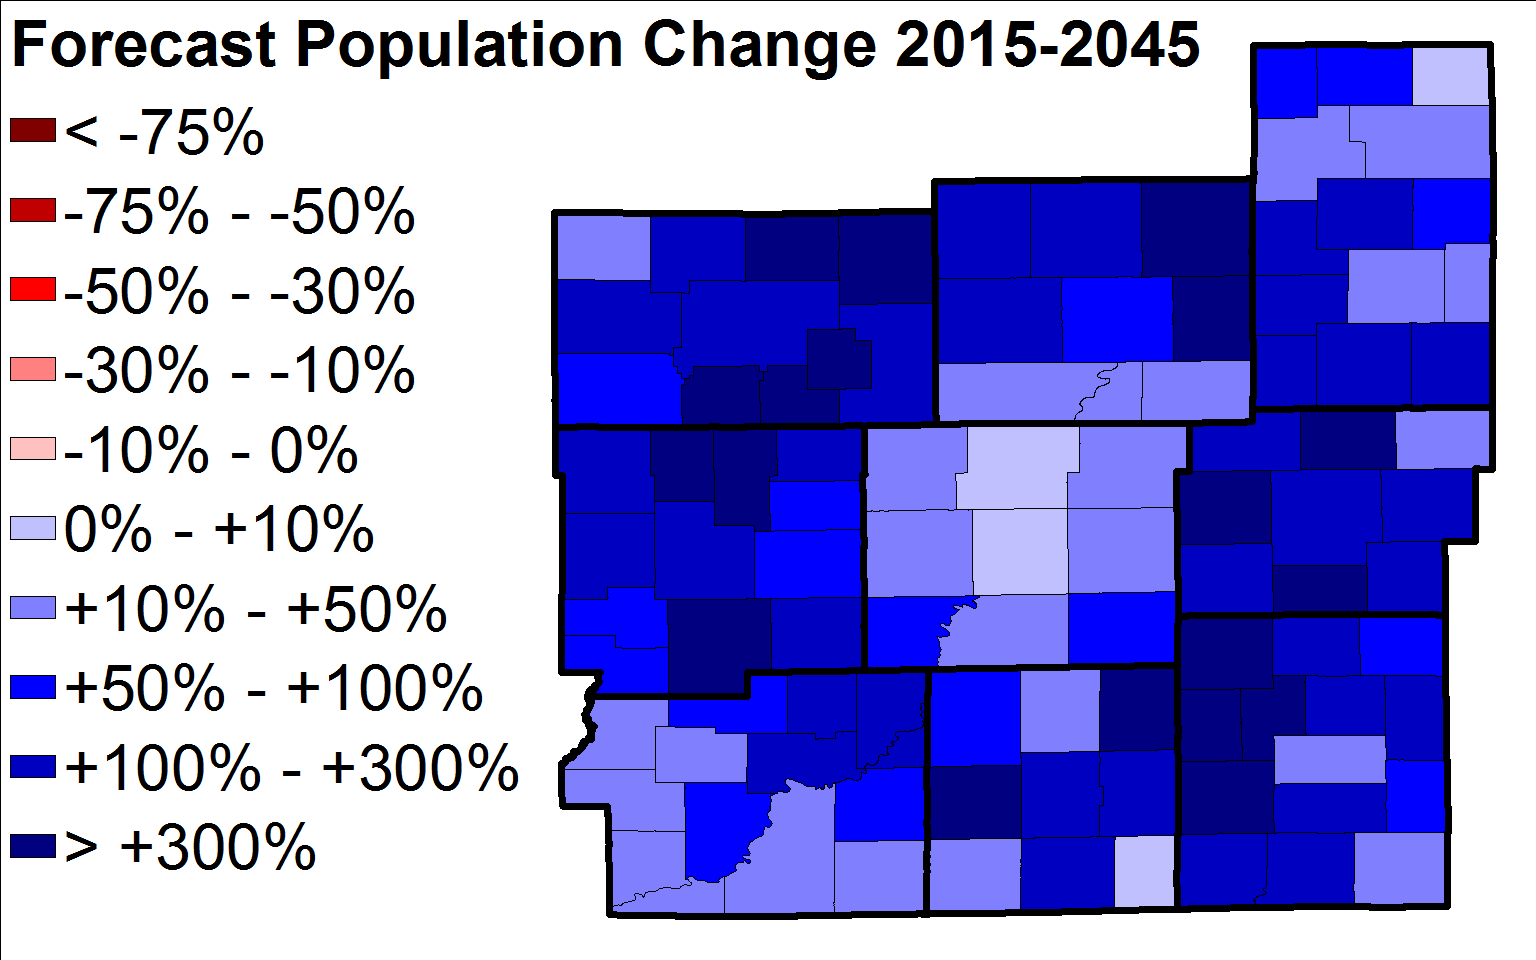 Forecast Population Change 2015-2045
< -75%
-75% - -50%
-50% - -30%
-30% - -10%
-10% - 0%
0% - +10%
+10% - +50%
+50% - +100%
+100% - +300%
> +300%